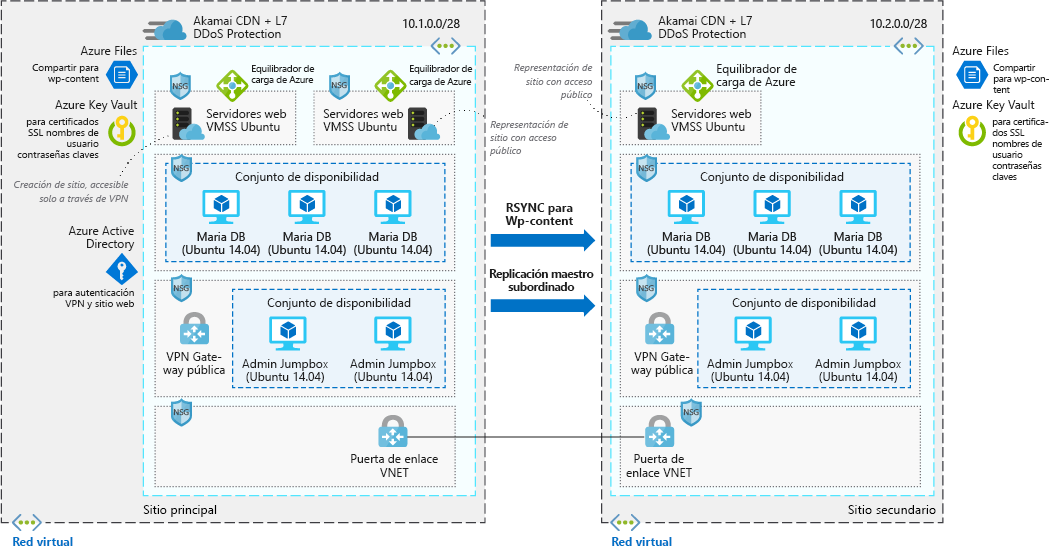 Akamai CDN + L7
DDoS Protection
10.1.0.0/28
Azure Files
Compartir para
wp-content
Azure Key Vault
para certificados
SSL nombres de
usuario
contraseñas claves
Creación de sitio, accesible
solo a través de VPN
Azure Active
Directory
para autenticación
VPN y sitio web
NSG
Equilibrador de
carga de Azure
Servidores web
VMSS Ubuntu
NSG
Equilibrador de
carga de Azure
Servidores web
VMSS Ubuntu
NSG
Conjunto de disponibilidad
Maria DB
(Ubuntu 14.04)
Maria DB
(Ubuntu 14.04)
Maria DB
(Ubuntu 14.04)
NSG
VPN Gate-
way pública
Conjunto de disponibilidad
Admin Jumpbox
(Ubuntu 14.04)
Admin Jumpbox
(Ubuntu 14.04)
NSG
Puerta de enlace
VNET
Sitio principal
Red virtual
Representación de
sitio con acceso
público
Representación de
sitio con acceso
público
RSYNC para
Wp-content
Replicación maestro
subordinado
Akamai CDN + L7
DDoS Protection
10.2.0.0/28
NSG
Equilibrador de
carga de Azure
Servidores web
VMSS Ubuntu
NSG
Conjunto de disponibilidad
Maria DB
(Ubuntu 14.04)
Maria DB
(Ubuntu 14.04)
Maria DB
(Ubuntu 14.04)
NSG
VPN Gate-
way pública
Conjunto de disponibilidad
Admin Jumpbox
(Ubuntu 14.04)
Admin Jumpbox
(Ubuntu 14.04)
NSG
Puerta de
enlace VNET
Sitio secundario
Red virtual
Azure Files
Compartir
para wp-con-
tent
Azure Key Vault
para certifica-
dos SSL
nombres de
usuario
contraseñas
claves